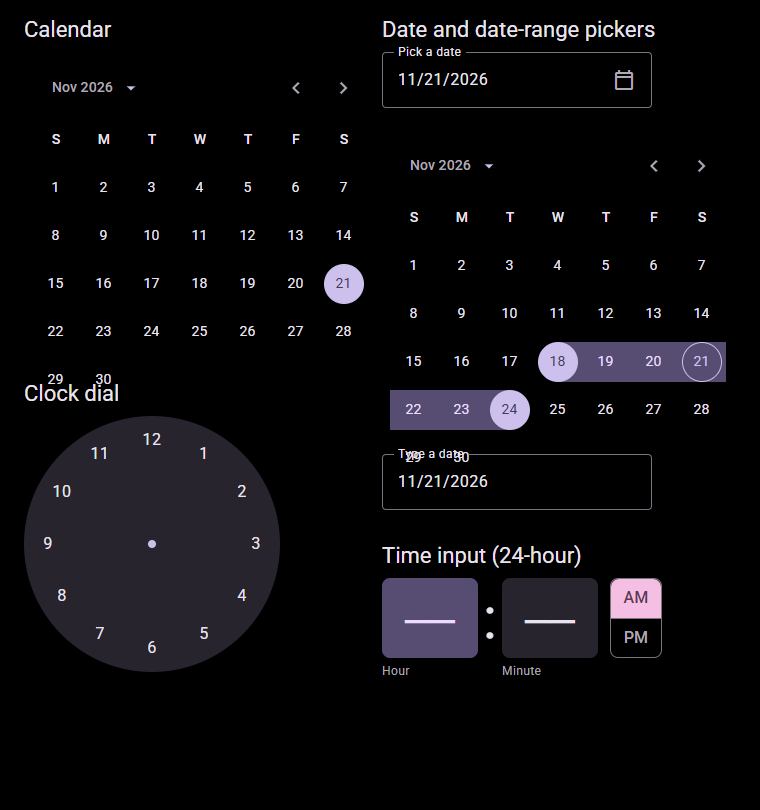 Calendar
Nov 2026
S M T W T F S
1 2 3 4 5 6 7
8 9 10 11 12 13 14
15 16 17 18 19 20 21
22 23 24 25 26 27 28
29 30
Clock dial
12
11 1
10 2
9 3
8 4
7 5
6
Date and date-range pickers
Pick a date
11/21/2026
Nov 2026
S M T W T F S
1 2 3 4 5 6 7
8 9 10 11 12 13 14
15 16 17 18 19 20 21
22 23 24 25 26 27 28
29 30
Type a date
11/21/2026
Time input (24-hour)
AM
:
PM
Hour Minute